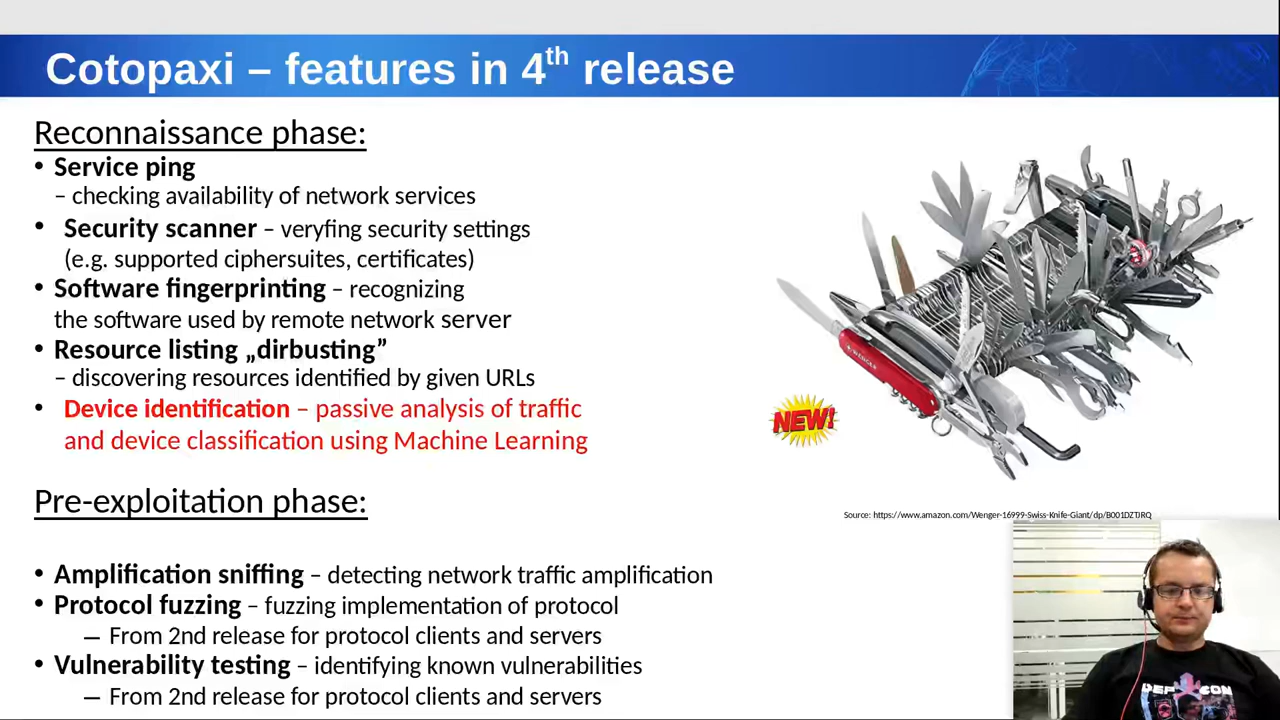 Cotopaxi – features in 4th release
Reconnaissance phase:
• Service ping
– checking availability of network services
• Security scanner – veryfing security settings
(e.g. supported ciphersuites, certificates)
• Software fingerprinting – recognizing
the software used by remote network server
• Resource listing „dirbusting”
– discovering resources identified by given URLs
• Device identification – passive analysis of traffic
and device classification using Machine Learning
NEW!
WENGER
Source: https://www.amazon.com/Wenger-16999-Swiss-Knife-Giant/dp/B001DZTJRQ
Pre-exploitation phase:
• Amplification sniffing – detecting network traffic amplification
• Protocol fuzzing – fuzzing implementation of protocol
– From 2nd release for protocol clients and servers
• Vulnerability testing – identifying known vulnerabilities
– From 2nd release for protocol clients and servers
DEF CON